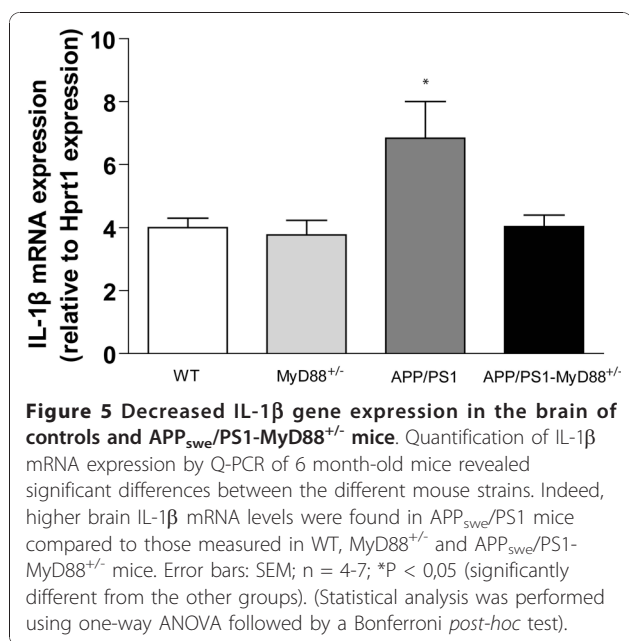 10
8
6
4
2
0
IL-1β mRNA expression
(relative to Hprt1 expression)
*
WT MyD88+/- APP/PS1 APP/PS1-MyD88+/-
Figure 5 Decreased IL-1β gene expression in the brain of
controls and APPswe/PS1-MyD88+/- mice. Quantification of IL-1β
mRNA expression by Q-PCR of 6 month-old mice revealed
significant differences between the different mouse strains. Indeed,
higher brain IL-1β mRNA levels were found in APPswe/PS1 mice
compared to those measured in WT, MyD88+/- and APPswe/PS1-
MyD88+/- mice. Error bars: SEM; n = 4-7; *P < 0,05 (significantly
different from the other groups). (Statistical analysis was performed
using one-way ANOVA followed by a Bonferroni post-hoc test).